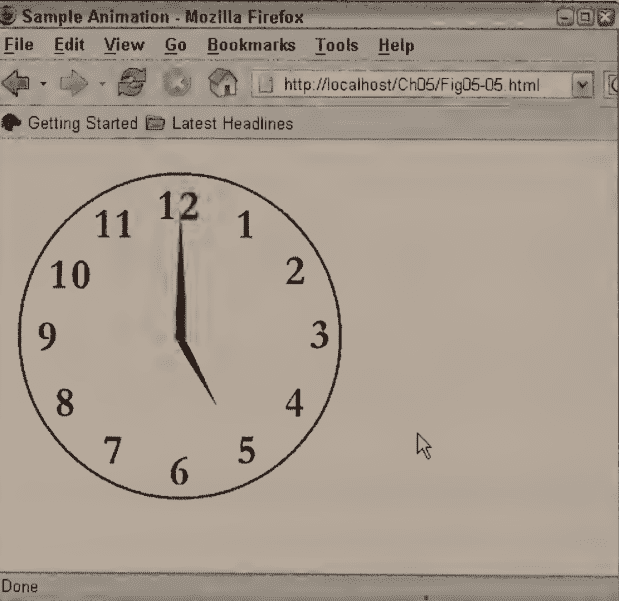 Sample Animation - Mozilla Firefox
File Edit View Go Bookmarks Tools Help
http://localhost/Ch05/Fig05-05.html
Getting Started Latest Headlines
12
11 1
10 2
9 3
8 4
7 5
6
Done